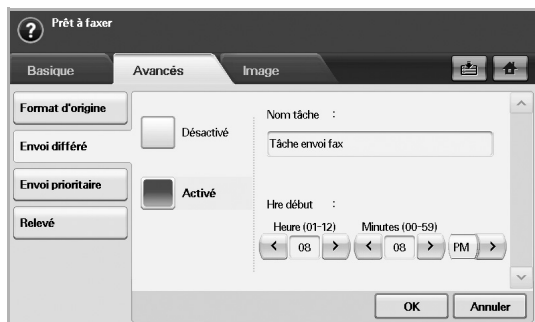 ? Prêt à faxer
Basique Avancés Image
Format d'origine
Envoi différé
Envoi prioritaire
Relevé
Désactivé
Activé
Nom tâche :
Tâche envoi fax
Hre début :
Heure (01-12) Minutes (00-59)
< 08 > < 08 > PM >
OK Annuler